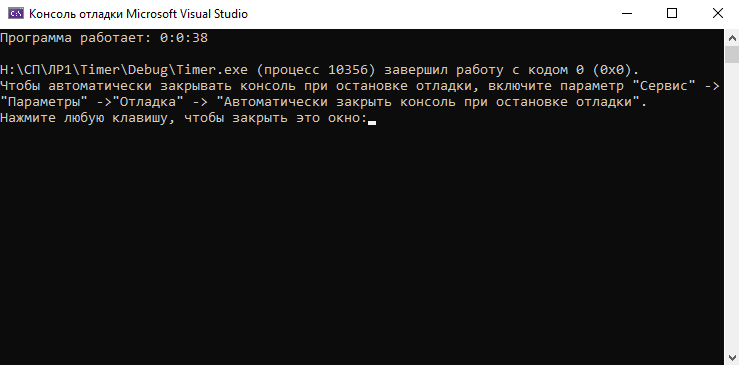 Консоль отладки Microsoft Visual Studio
Программа работает: 0:0:38
H:\СП\ЛР1\Timer\Debug\Timer.exe (процесс 10356) завершил работу с кодом 0 (0x0).
Чтобы автоматически закрывать консоль при остановке отладки, включите параметр "Сервис" ->
"Параметры" ->"Отладка" -> "Автоматически закрыть консоль при остановке отладки".
Нажмите любую клавишу, чтобы закрыть это окно: